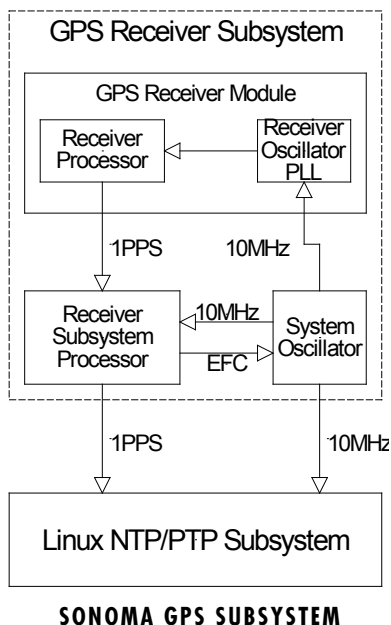 GPS Receiver Subsystem
GPS Receiver Module
Receiver
Processor
Receiver
Oscillator
PLL
1PPS
10MHz
Receiver
Subsystem
Processor
10MHz
EFC
System
Oscillator
1PPS
10MHz
Linux NTP/PTP Subsystem
SONOMA GPS SUBSYSTEM